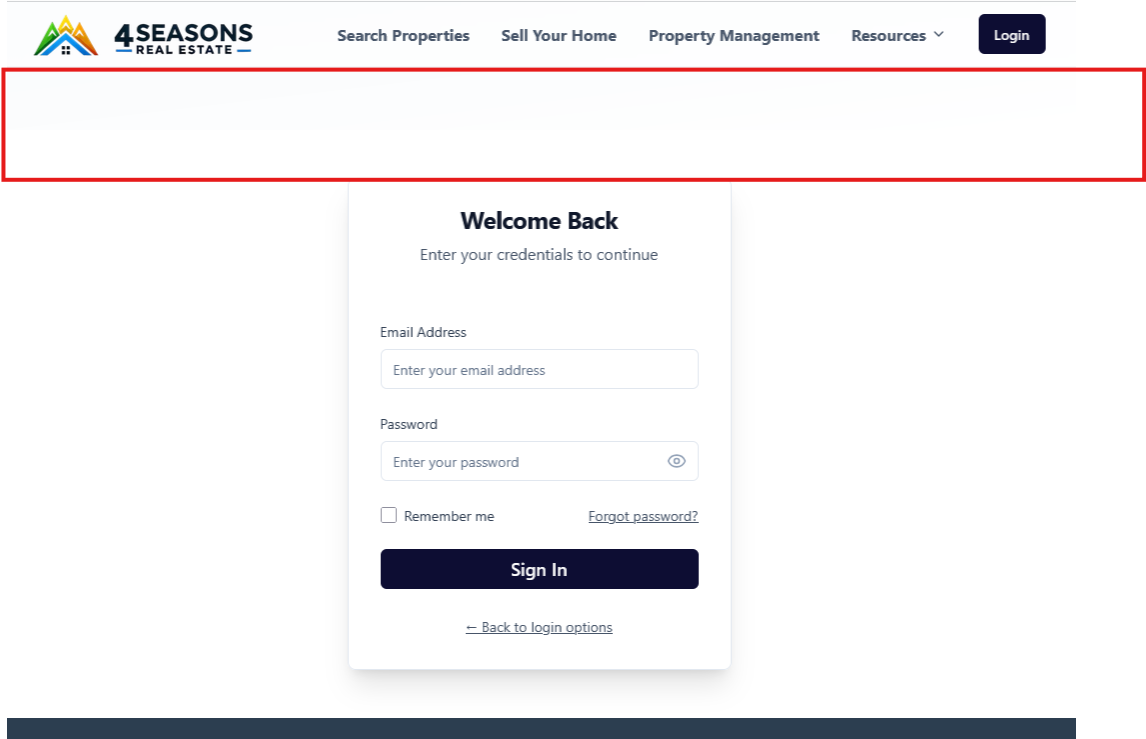 4SEASONS
REAL ESTATE
Search Properties Sell Your Home Property Management Resources Login
Welcome Back
Enter your credentials to continue
Email Address
Enter your email address
Password
Enter your password
Remember me Forgot password?
Sign In
← Back to login options